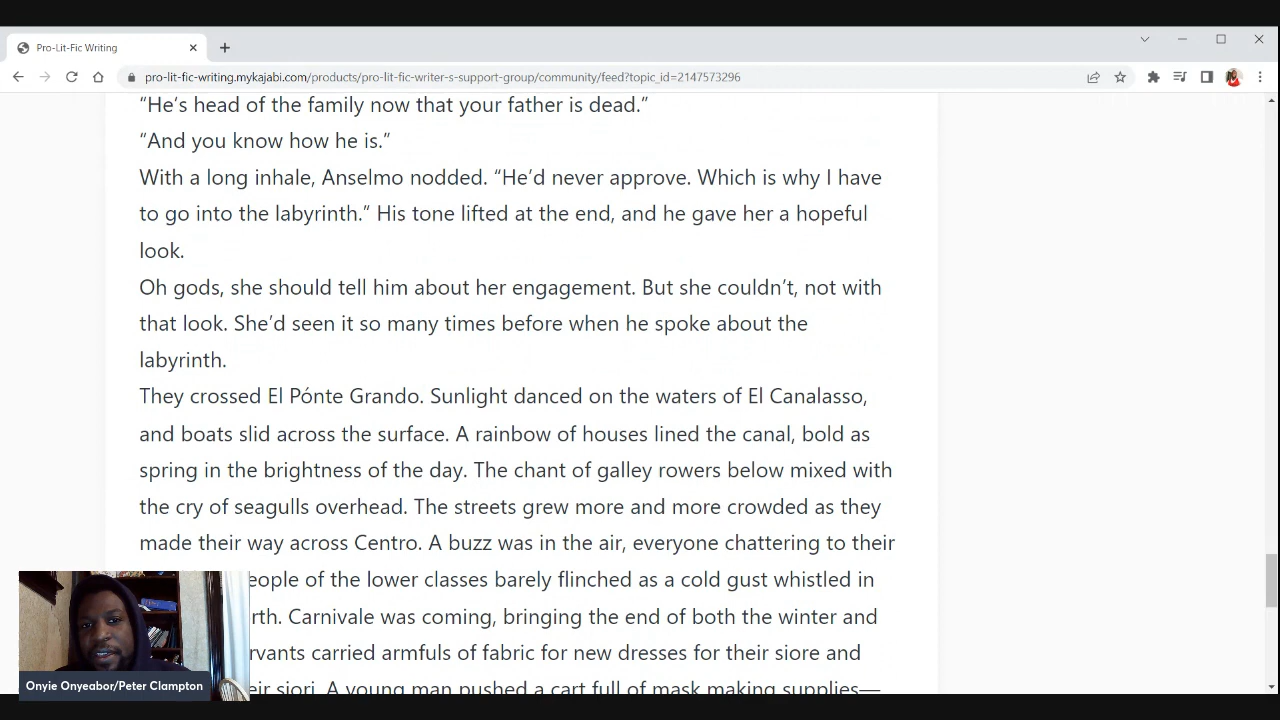 Pro-Lit-Fic Writing
pro-lit-fic-writing.mykajabi.com/products/pro-lit-fic-writer-s-support-group/community/feed?topic_id=2147573296
“He’s head of the family now that your father is dead.”
“And you know how he is.”
With a long inhale, Anselmo nodded. “He’d never approve. Which is why I have
to go into the labyrinth.” His tone lifted at the end, and he gave her a hopeful
look.
Oh gods, she should tell him about her engagement. But she couldn’t, not with
that look. She’d seen it so many times before when he spoke about the
labyrinth.
They crossed El Pónte Grando. Sunlight danced on the waters of El Canalasso,
and boats slid across the surface. A rainbow of houses lined the canal, bold as
spring in the brightness of the day. The chant of galley rowers below mixed with
the cry of seagulls overhead. The streets grew more and more crowded as they
made their way across Centro. A buzz was in the air, everyone chattering to their
of the lower classes barely flinched as a cold gust whistled in
Carnivale was coming, bringing the end of both the winter and
carried armfuls of fabric for new dresses for their siore and
siori. A young man pushed a cart full of mask making supplies—
Onyie Onyeabor/Peter Clampton